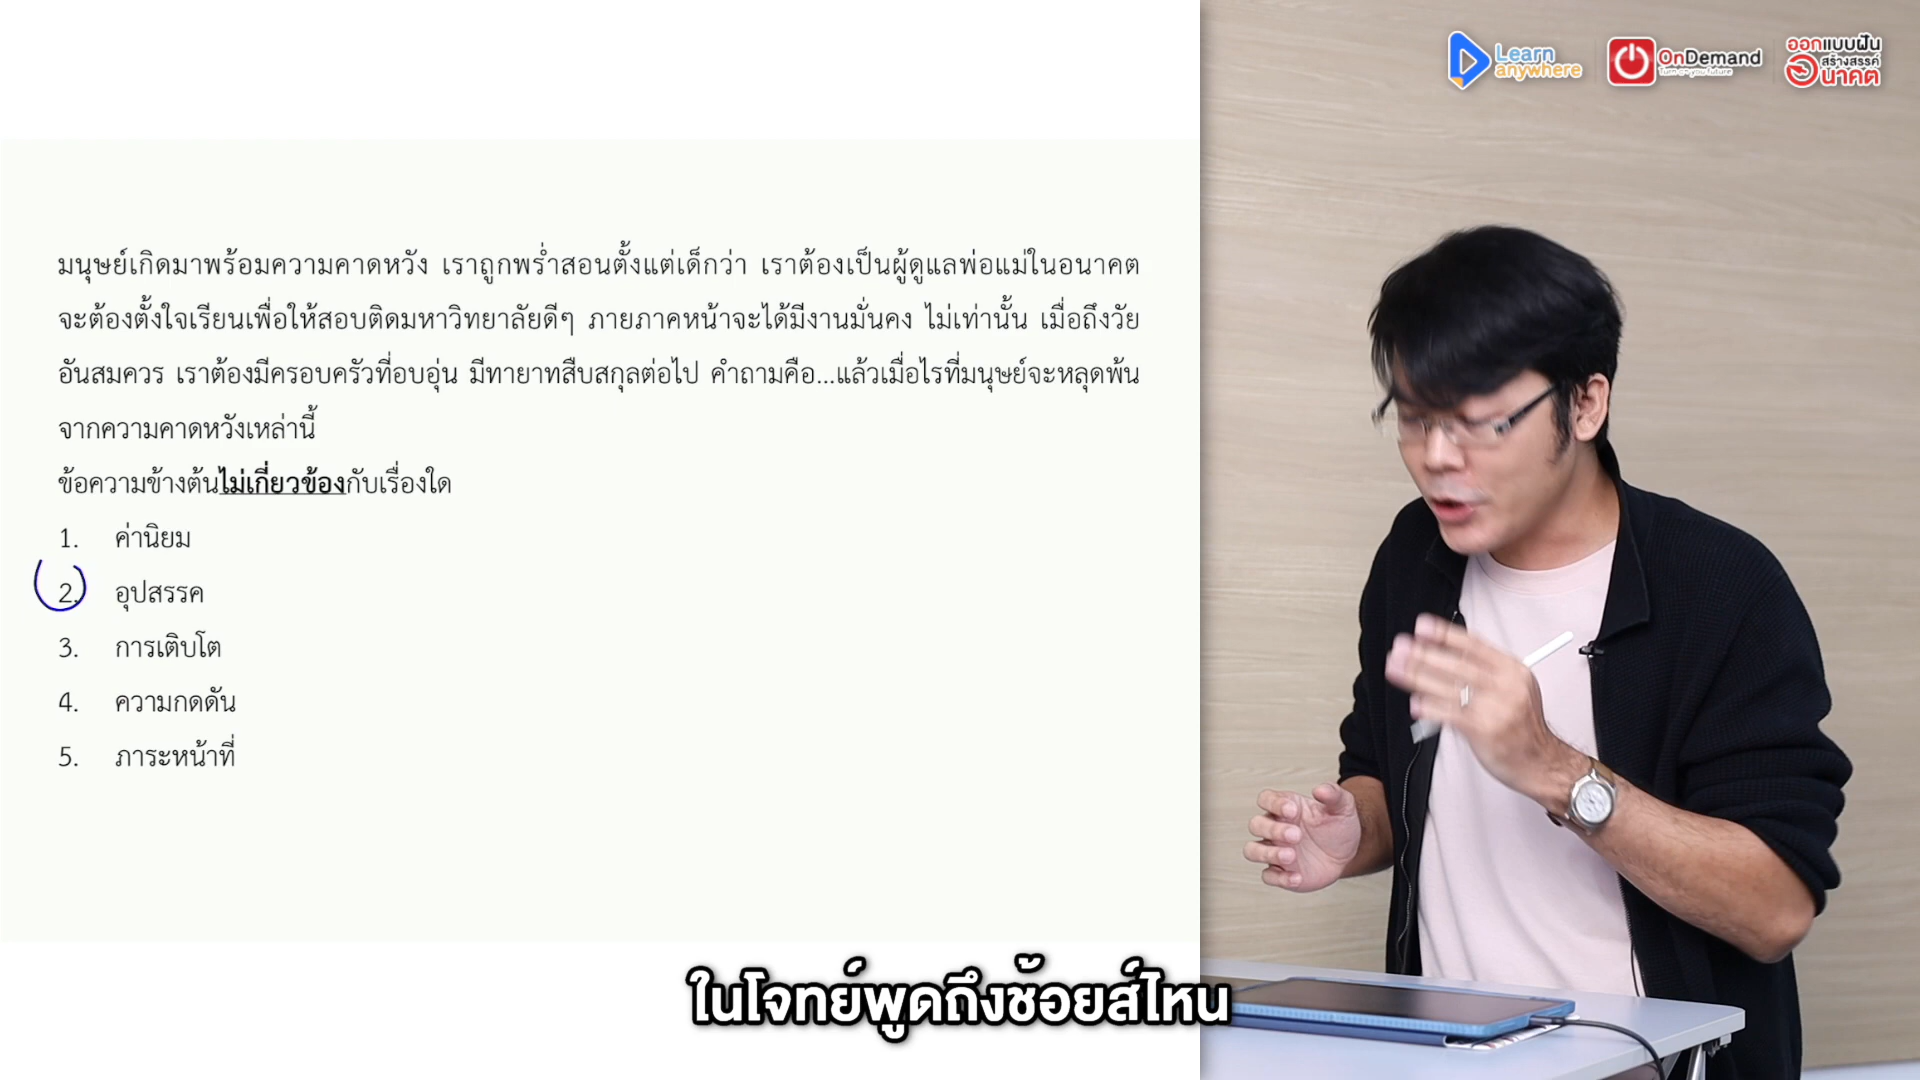 Learn
anywhere
OnDemand
Turn on your future
ออกแบบฝัน
สร้างสรรค์
อนาคต
มนุษย์เกิดมาพร้อมความคาดหวัง เราถูกพร่ำสอนตั้งแต่เด็กว่า เราต้องเป็นผู้ดูแลพ่อแม่ในอนาคต
จะต้องตั้งใจเรียนเพื่อให้สอบติดมหาวิทยาลัยดีๆ ภายภาคหน้าจะได้มีงานมั่นคง ไม่เท่านั้น เมื่อถึงวัย
อันสมควร เราต้องมีครอบครัวที่อบอุ่น มีทายาทสืบสกุลต่อไป คำถามคือ...แล้วเมื่อไรที่มนุษย์จะหลุดพ้น
จากความคาดหวังเหล่านี้
ข้อความข้างต้นไม่เกี่ยวข้องกับเรื่องใด
1. ค่านิยม
2. อุปสรรค
3. การเติบโต
4. ความกดดัน
5. ภาระหน้าที่
ในโจทย์พูดถึงช้อยส์ไหน